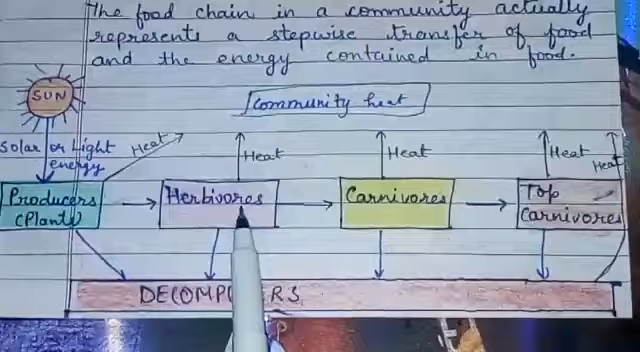 The food chain in a community actually
represents a stepwise transfer of food
and the energy contained in food.
SUN
Community heat
Solar or Light
energy
Heat
Heat
Heat
Heat
Heat
Producers
(Plant)
Herbivores
Carnivores
Top
Carnivores